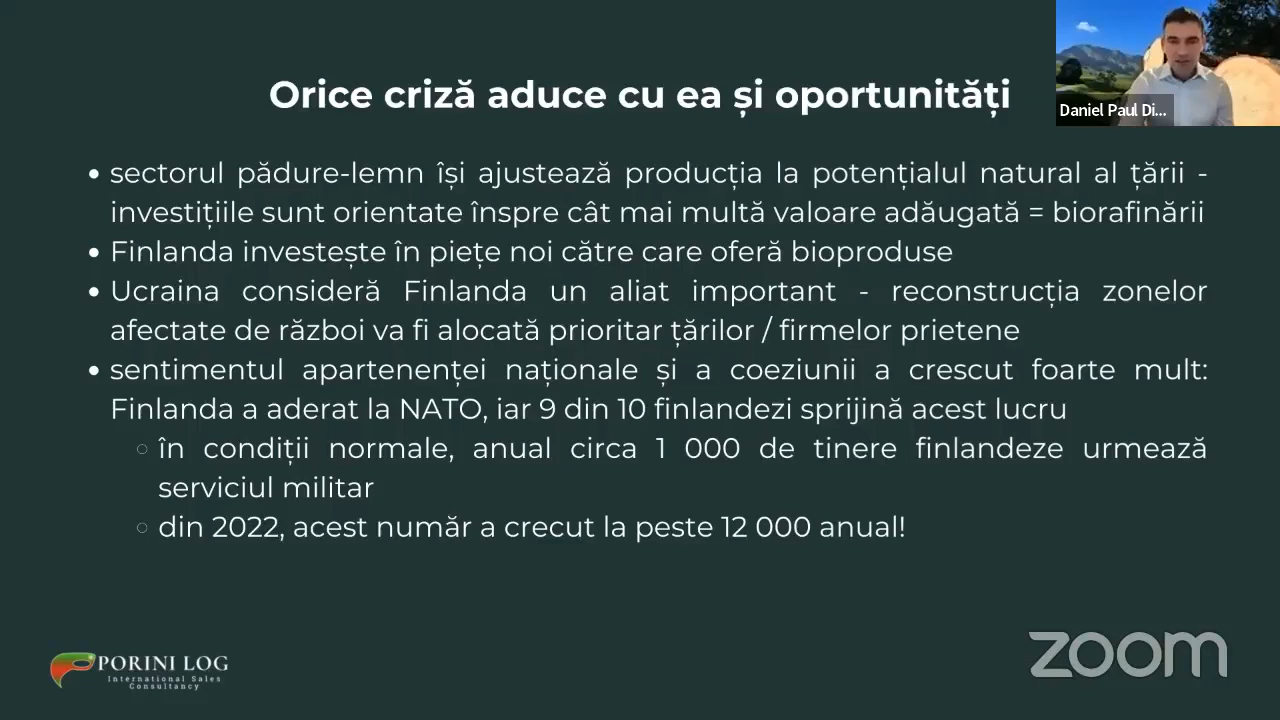 Orice criză aduce cu ea și oportunități
Daniel Paul Di...
• sectorul pădure-lemn își ajustează producția la potențialul natural al țării -
investițiile sunt orientate înspre cât mai multă valoare adăugată = biorafinării
• Finlanda investește în piețe noi către care oferă bioproduse
• Ucraina consideră Finlanda un aliat important - reconstrucția zonelor
afectate de război va fi alocată prioritar țărilor / firmelor prietene
• sentimentul apartenenței naționale și a coeziunii a crescut foarte mult:
Finlanda a aderat la NATO, iar 9 din 10 finlandezi sprijină acest lucru
○ în condiții normale, anual circa 1 000 de tinere finlandeze urmează
serviciul militar
○ din 2022, acest număr a crecut la peste 12 000 anual!
PORINI LOG
International Sales
Consultancy
zoom